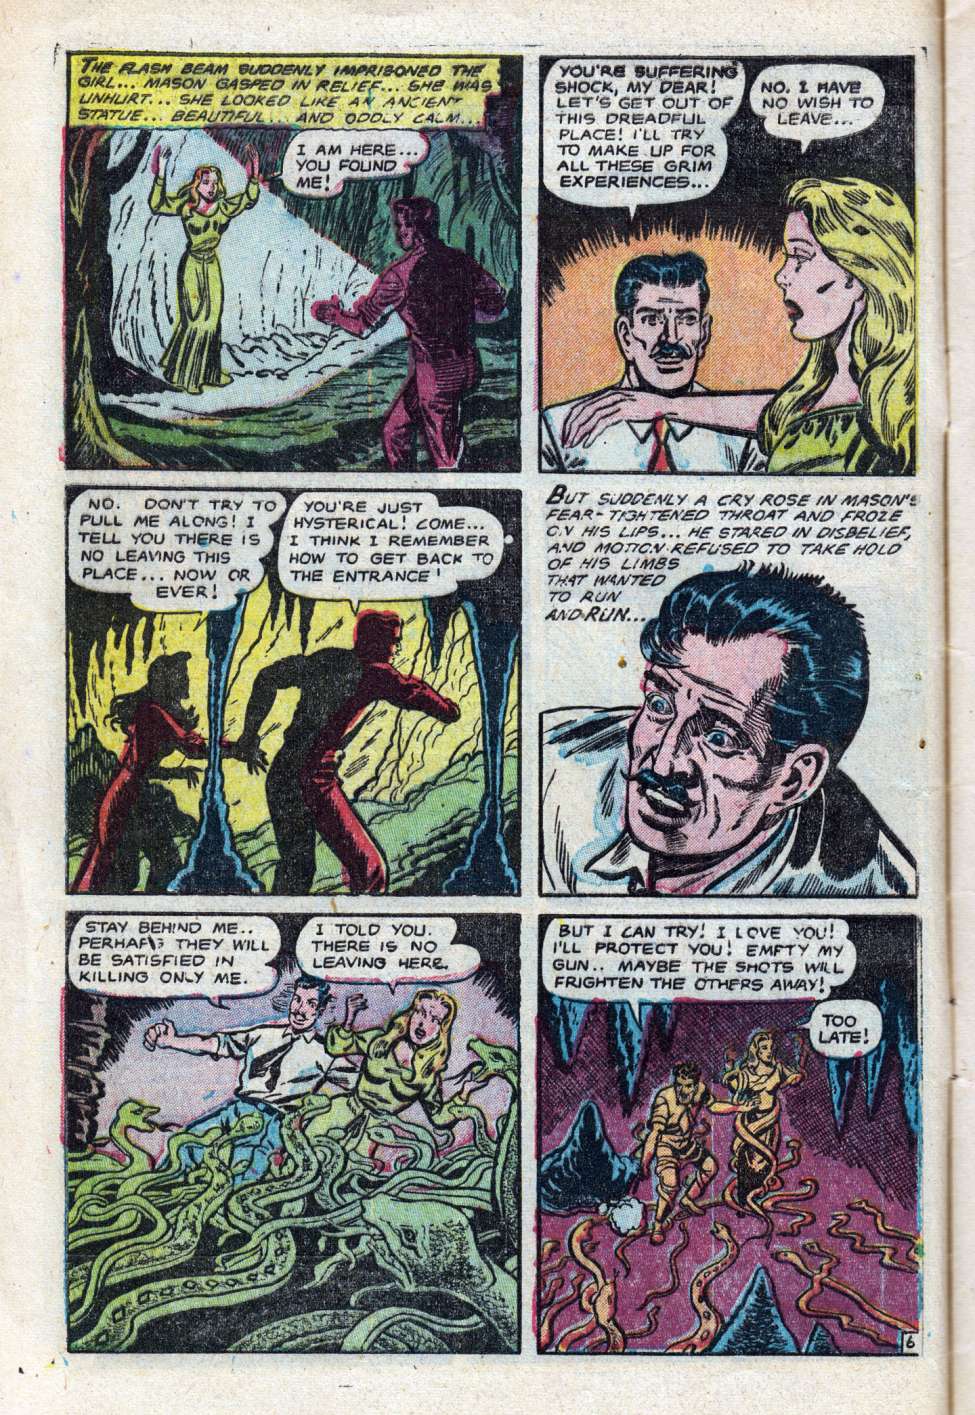 THE FLASH BEAM SUDDENLY IMPRISONED THE
GIRL... MASON GASPED IN RELIEF... SHE WAS
UNHURT... SHE LOOKED LIKE AN ANCIENT
STATUE... BEAUTIFUL... AND ODDLY CALM...
I AM HERE...
YOU FOUND
ME!
YOU'RE SUFFERING
SHOCK, MY DEAR!
LET'S GET OUT OF
THIS DREADFUL
PLACE! I'LL TRY
TO MAKE UP FOR
ALL THESE GRIM
EXPERIENCES...
NO. I HAVE
NO WISH TO
LEAVE...
NO. DON'T TRY TO
PULL ME ALONG! I
TELL YOU THERE IS
NO LEAVING THIS
PLACE... NOW OR
EVER!
YOU'RE JUST
HYSTERICAL! COME...
I THINK I REMEMBER
HOW TO GET BACK TO
THE ENTRANCE!
BUT SUDDENLY A CRY ROSE IN MASON'S
FEAR-TIGHTENED THROAT AND FROZE
ON HIS LIPS... HE STARED IN DISBELIEF,
AND MOTION REFUSED TO TAKE HOLD
OF HIS LIMBS
THAT WANTED
TO RUN
AND RUN...
STAY BEHIND ME..
PERHAPS THEY WILL
BE SATISFIED IN
KILLING ONLY ME.
I TOLD YOU.
THERE IS NO
LEAVING HERE.
BUT I CAN TRY! I LOVE YOU!
I'LL PROTECT YOU! EMPTY MY
GUN.. MAYBE THE SHOTS WILL
FRIGHTEN THE OTHERS AWAY!
TOO
LATE!
6